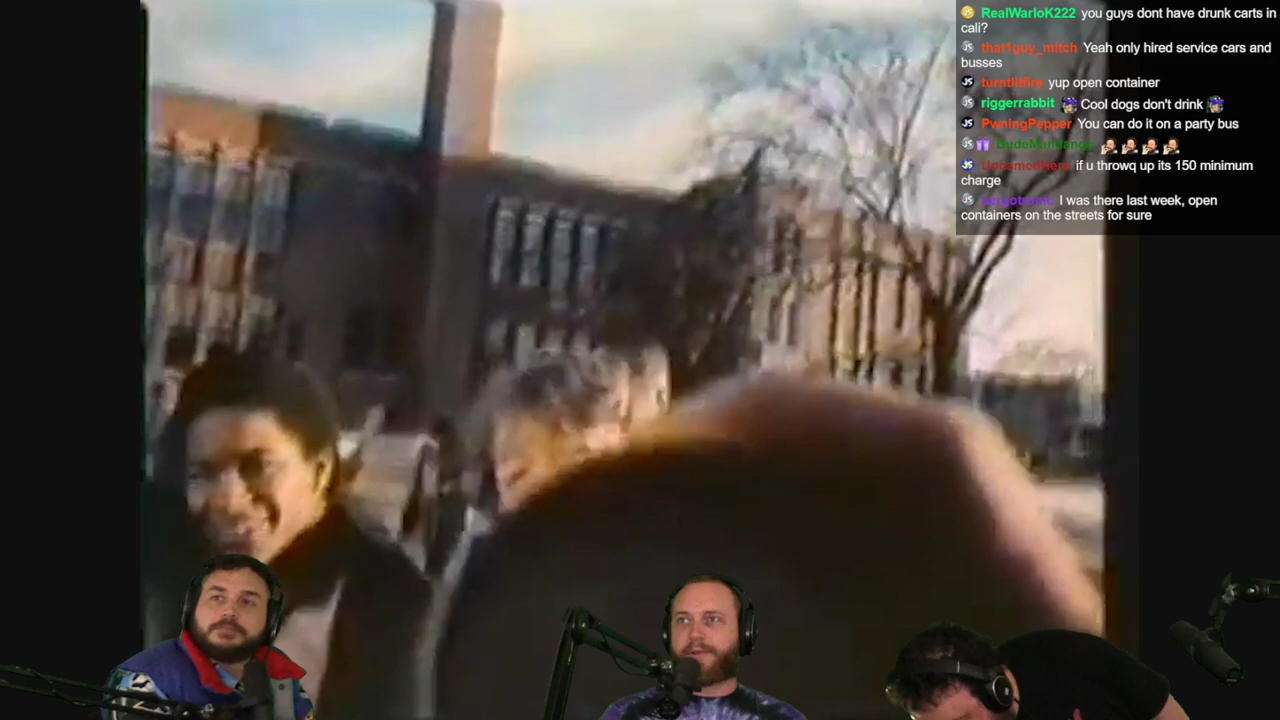 RealWarloK222 you guys dont have drunk carts in
cali?
that1guy_mitch Yeah only hired service cars and
busses
turntlitfire yup open container
riggerrabbit Cool dogs don't drink
PwningPepper You can do it on a party bus
if u throwq up its 150 minimum
charge
I was there last week, open
containers on the streets for sure